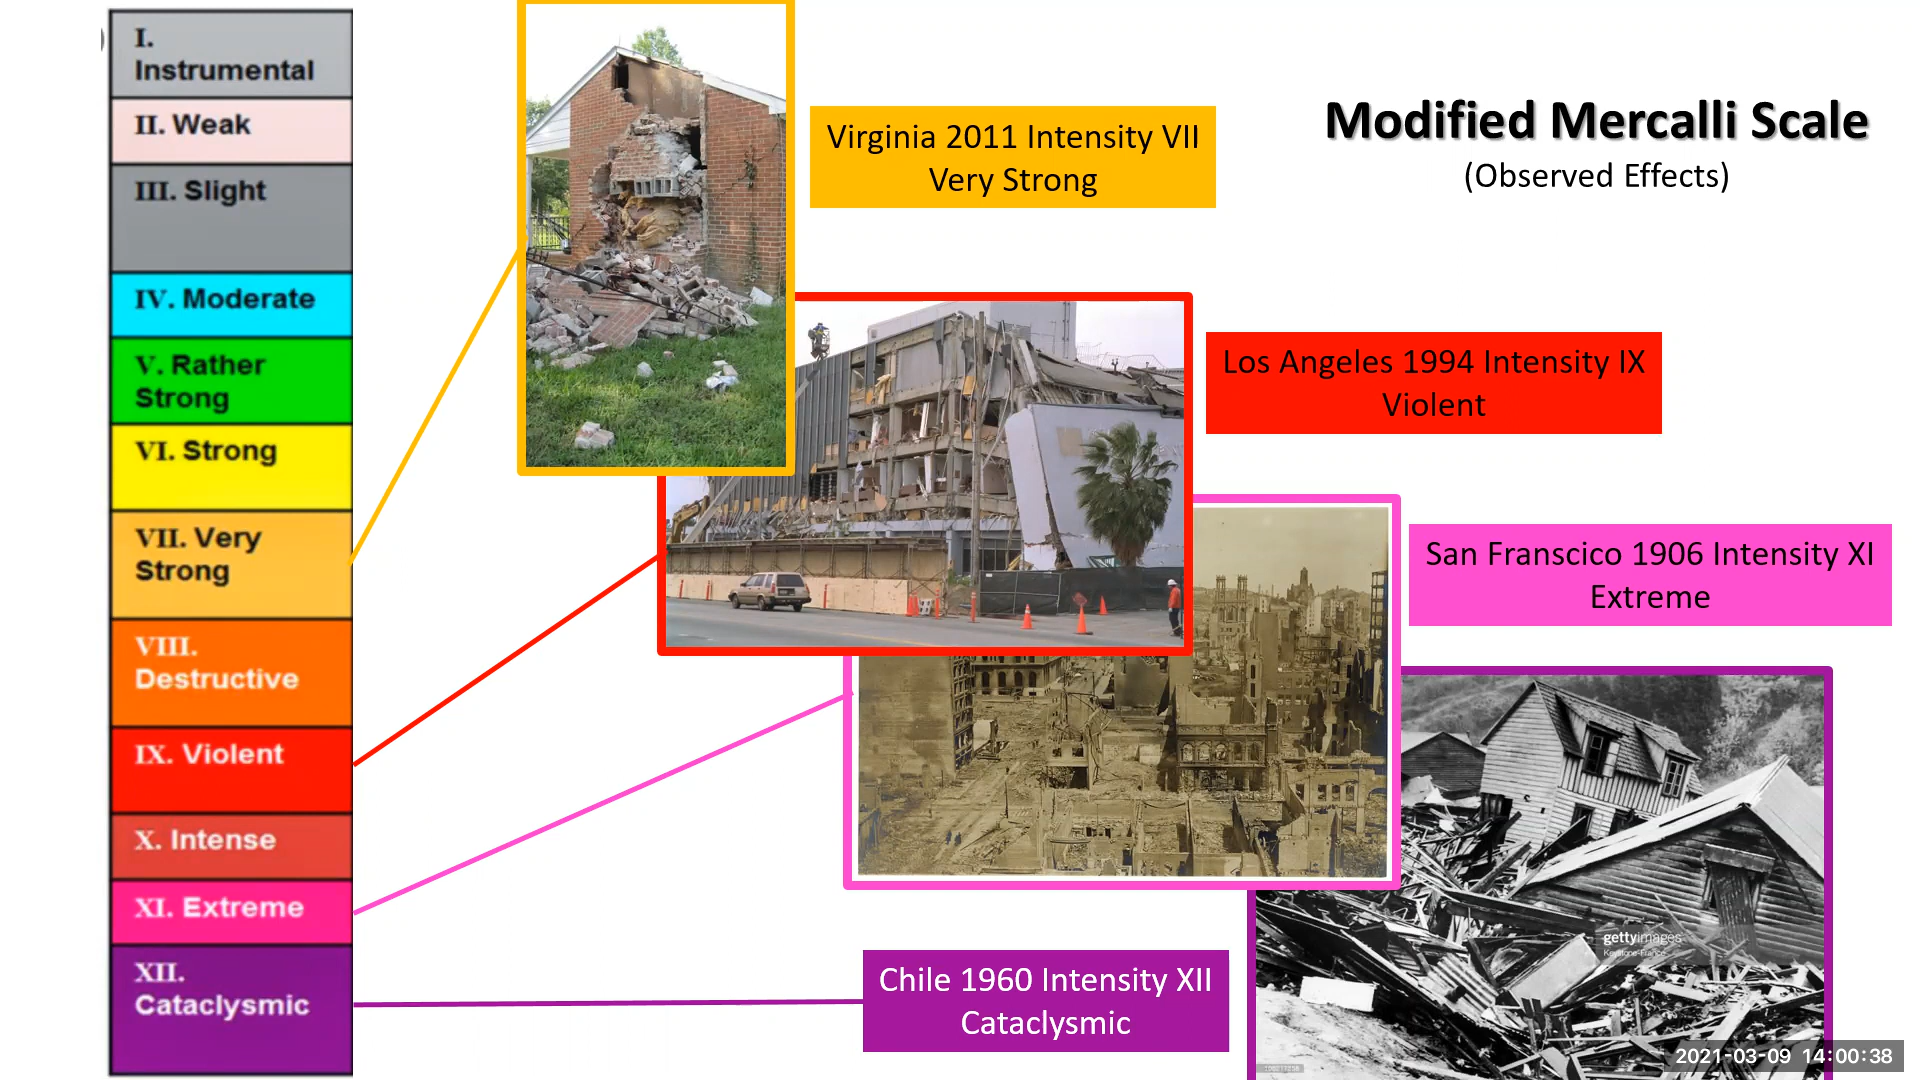 I.
Instrumental
II. Weak
III. Slight
IV. Moderate
V. Rather
Strong
VI. Strong
VII. Very
Strong
VIII.
Destructive
IX. Violent
X. Intense
XI. Extreme
XII.
Cataclysmic
Modified Mercalli Scale
(Observed Effects)
Virginia 2011 Intensity VII
Very Strong
Los Angeles 1994 Intensity IX
Violent
San Franscico 1906 Intensity XI
Extreme
Chile 1960 Intensity XII
Cataclysmic
gettyimages
Keystone-France
2021-03-09 14:00:38